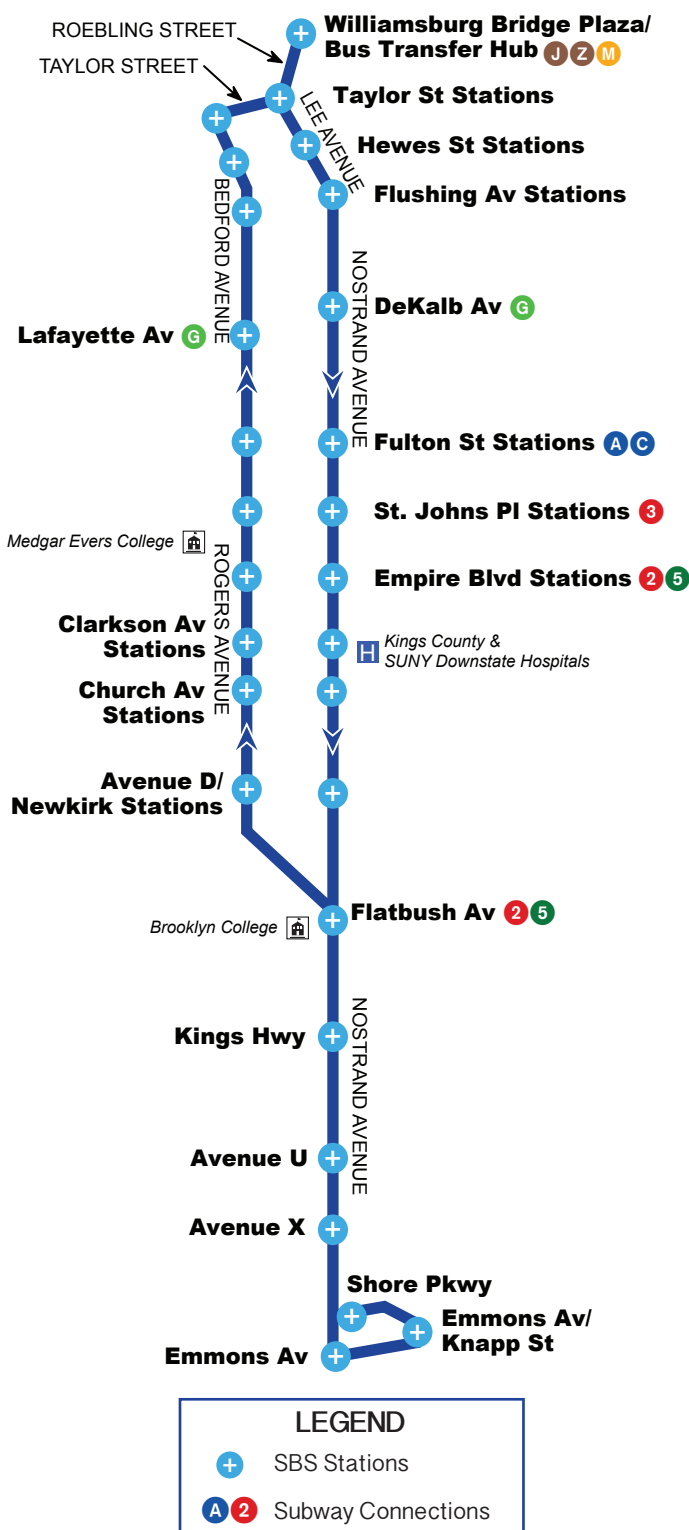 ROEBLING STREET
Williamsburg Bridge Plaza/
Bus Transfer Hub J Z M
TAYLOR STREET
Taylor St Stations
LEE AVENUE
Hewes St Stations
Flushing Av Stations
BEDFORD AVENUE
NOSTRAND AVENUE
DeKalb Av G
Lafayette Av G
Fulton St Stations A C
St. Johns Pl Stations 3
Medgar Evers College
Empire Blvd Stations 2 5
ROGERS AVENUE
Clarkson Av
Stations
H Kings County &
SUNY Downstate Hospitals
Church Av
Stations
Avenue D/
Newkirk Stations
Flatbush Av 2 5
Brooklyn College
NOSTRAND AVENUE
Kings Hwy
Avenue U
Avenue X
Shore Pkwy
Emmons Av/
Knapp St
Emmons Av
LEGEND
SBS Stations
A 2 Subway Connections